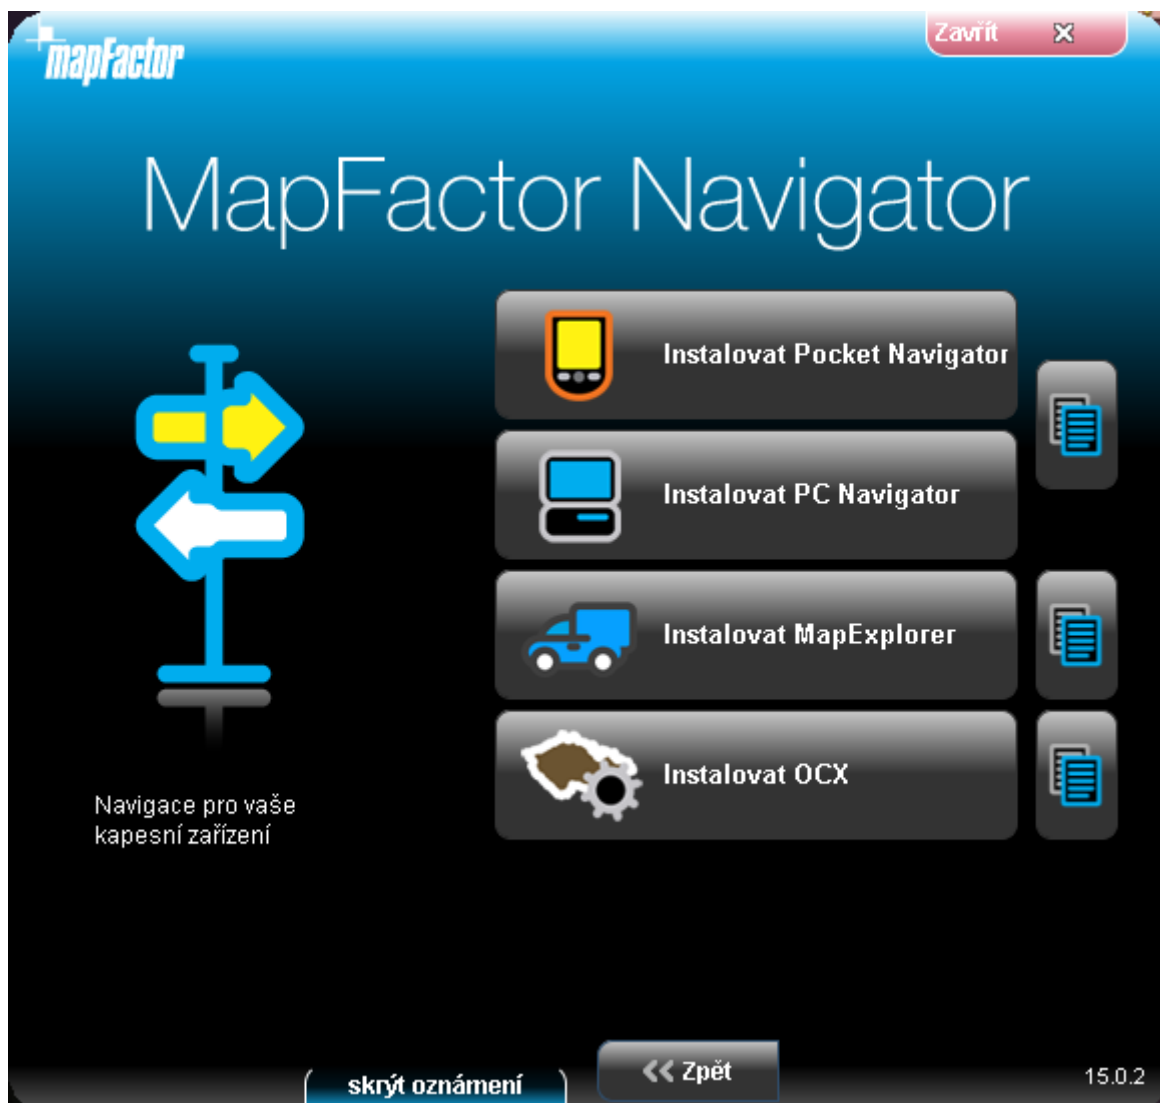 mapFactor
Zavřít
MapFactor Navigator
Instalovat Pocket Navigator
Instalovat PC Navigator
Instalovat MapExplorer
Instalovat OCX
Navigace pro vaše
kapesní zařízení
skrýt oznámení
Zpět
15.0.2